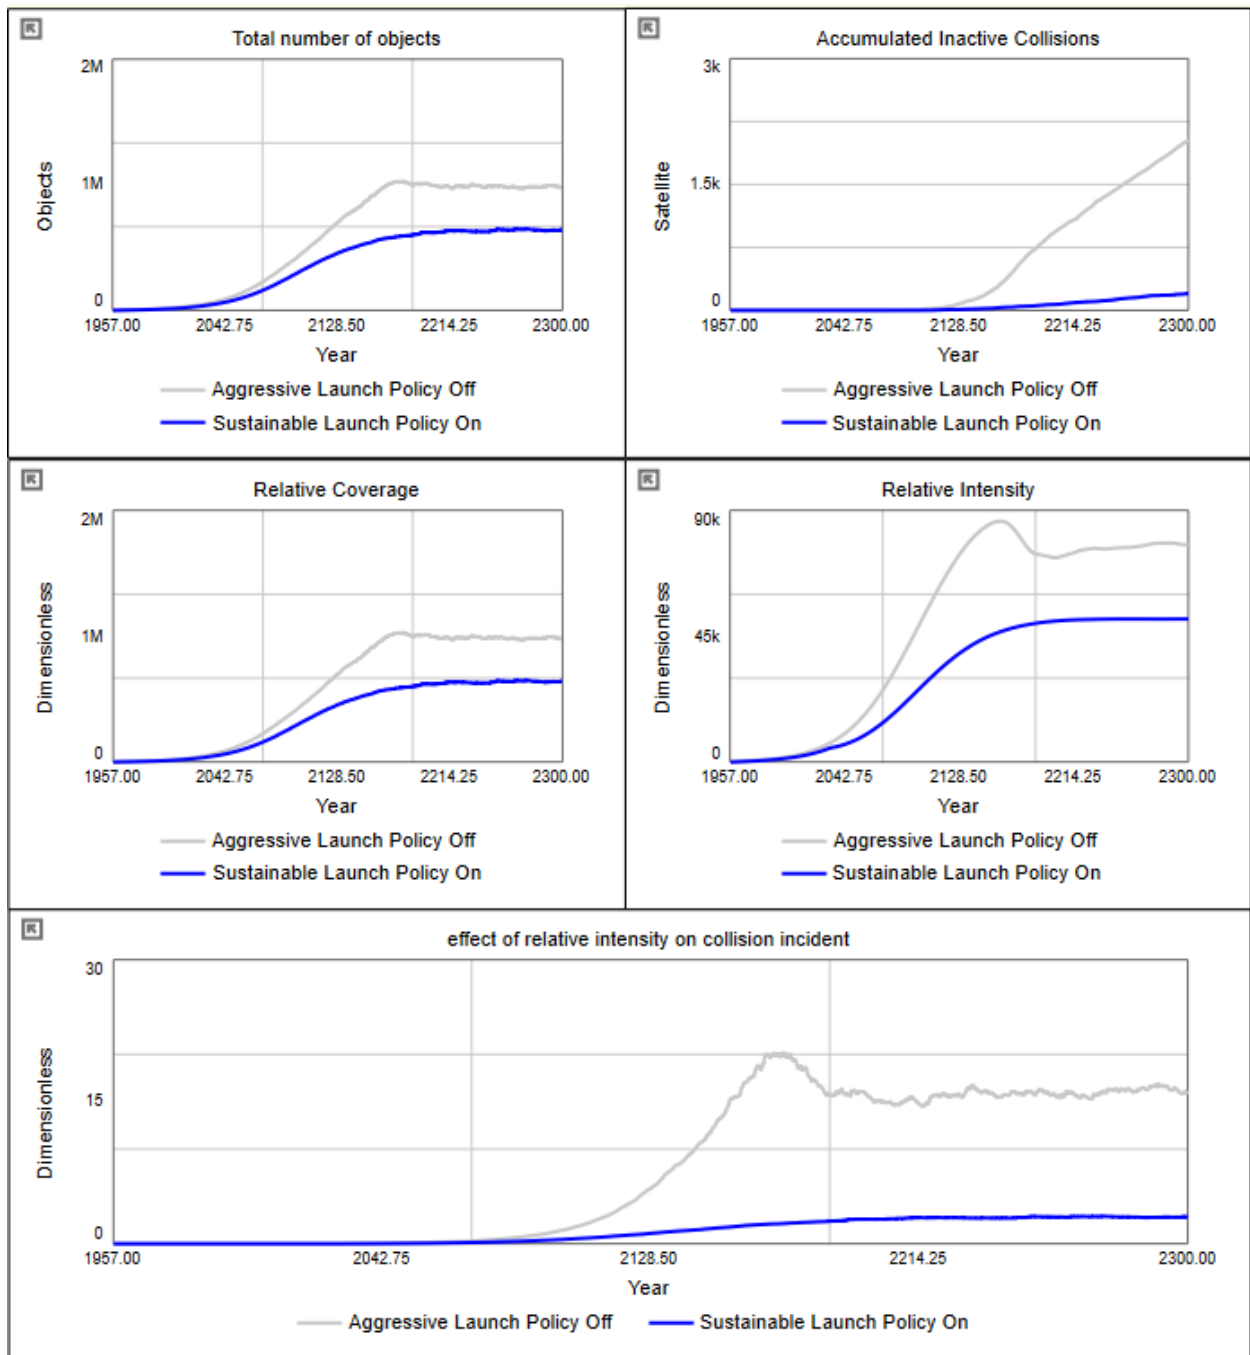 Total number of objects
2M
1M
0
Objects
1957.00 2042.75 2128.50 2214.25 2300.00
Year
Aggressive Launch Policy Off
Sustainable Launch Policy On
Accumulated Inactive Collisions
3k
1.5k
0
Satellite
1957.00 2042.75 2128.50 2214.25 2300.00
Year
Aggressive Launch Policy Off
Sustainable Launch Policy On
Relative Coverage
2M
1M
0
Dimensionless
1957.00 2042.75 2128.50 2214.25 2300.00
Year
Aggressive Launch Policy Off
Sustainable Launch Policy On
Relative Intensity
90k
45k
0
Dimensionless
1957.00 2042.75 2128.50 2214.25 2300.00
Year
Aggressive Launch Policy Off
Sustainable Launch Policy On
effect of relative intensity on collision incident
30
15
0
Dimensionless
1957.00 2042.75 2128.50 2214.25 2300.00
Year
Aggressive Launch Policy Off Sustainable Launch Policy On